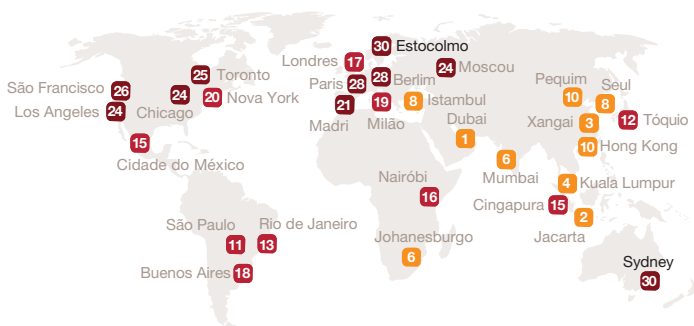 30 Estocolmo
Londres 17
24 Moscou
25 Toronto
Paris 28
28 Berlim
São Francisco 26
24 Chicago
20 Nova York
Los Angeles 24
21 Madri
19 Milão
8 Istambul
Pequim 10
Seul 8
Xangai 3
12 Tóquio
Dubai 1
10 Hong Kong
15 Cidade do México
6 Mumbai
4 Kuala Lumpur
Nairóbi 16
Cingapura 15
2 Jacarta
São Paulo 11
Rio de Janeiro 13
Johanesburgo 6
Buenos Aires 18
Sydney 30